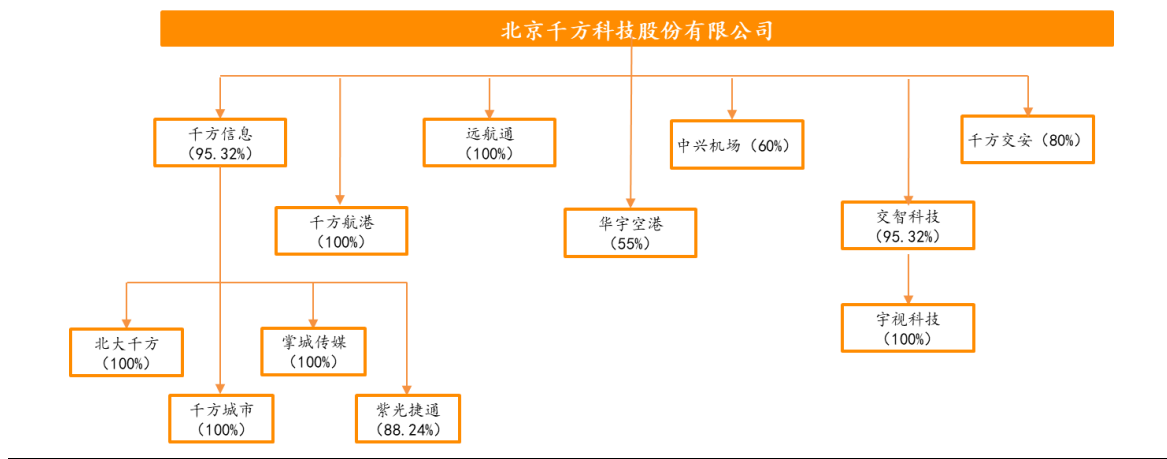 北京千方科技股份有限公司
千方信息
(95.32%)
远航通
(100%)
中兴机场 (60%)
千方交安 (80%)
千方航港
(100%)
华宇空港
(55%)
交智科技
(95.32%)
北大千方
(100%)
掌城传媒
(100%)
宇视科技
(100%)
千方城市
(100%)
紫光捷通
(88.24%)